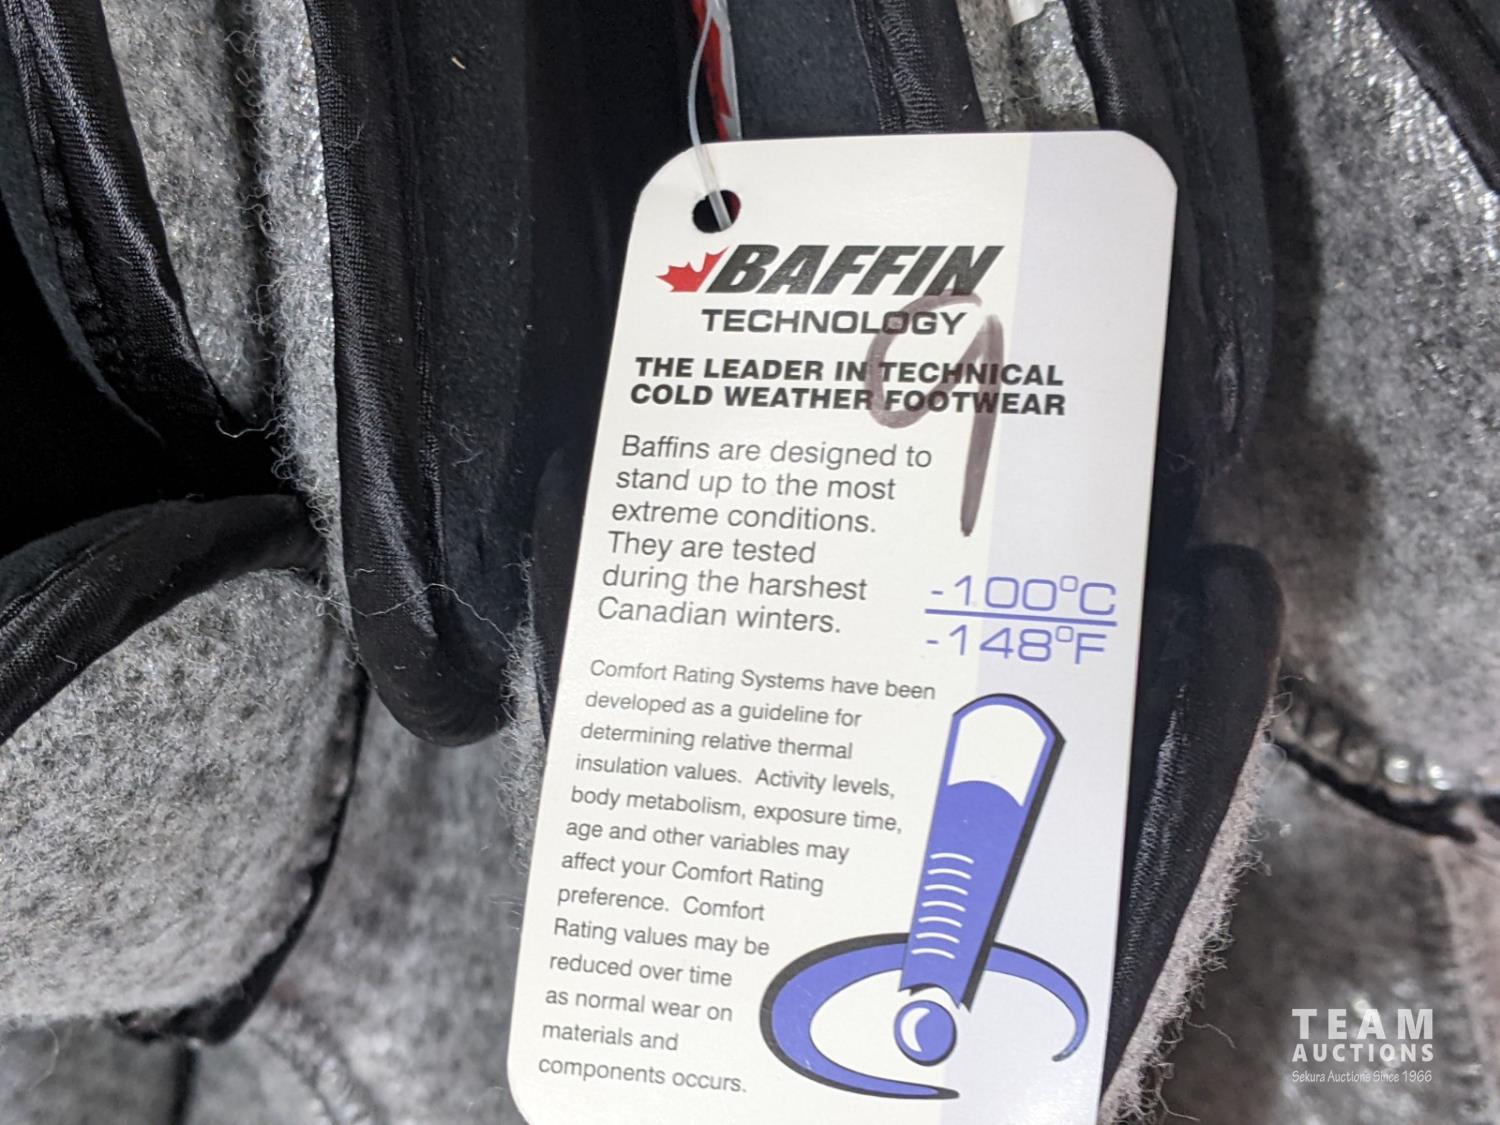 BAFFIN
TECHNOLOGY
9
THE LEADER IN TECHNICAL
COLD WEATHER FOOTWEAR
Baffins are designed to
stand up to the most
extreme conditions.
They are tested
during the harshest
Canadian winters.
-100°C
-148°F
Comfort Rating Systems have been
developed as a guideline for
determining relative thermal
insulation values. Activity levels,
body metabolism, exposure time,
age and other variables may
affect your Comfort Rating
preference. Comfort
Rating values may be
reduced over time
as normal wear on
materials and
components occurs.
TEAM
AUCTIONS
Sekura Auctions Since 1966